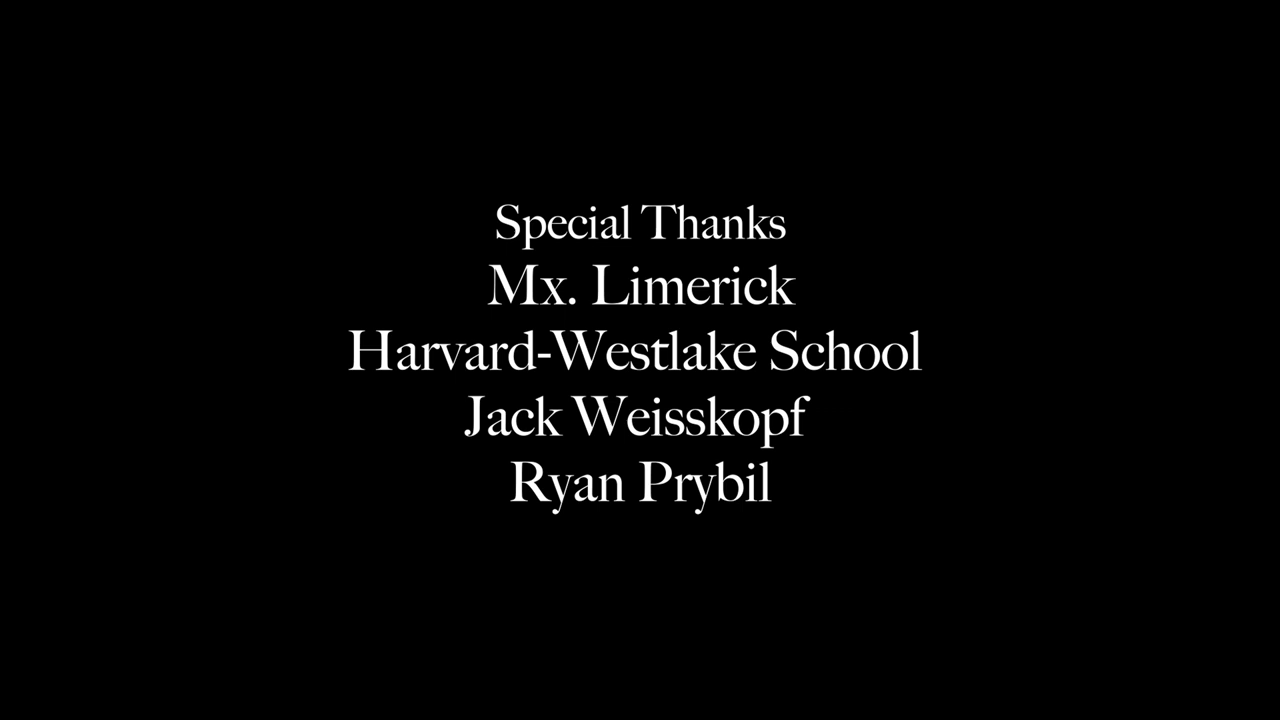 Special Thanks
Mx. Limerick
Harvard-Westlake School
Jack Weisskopf
Ryan Prybil